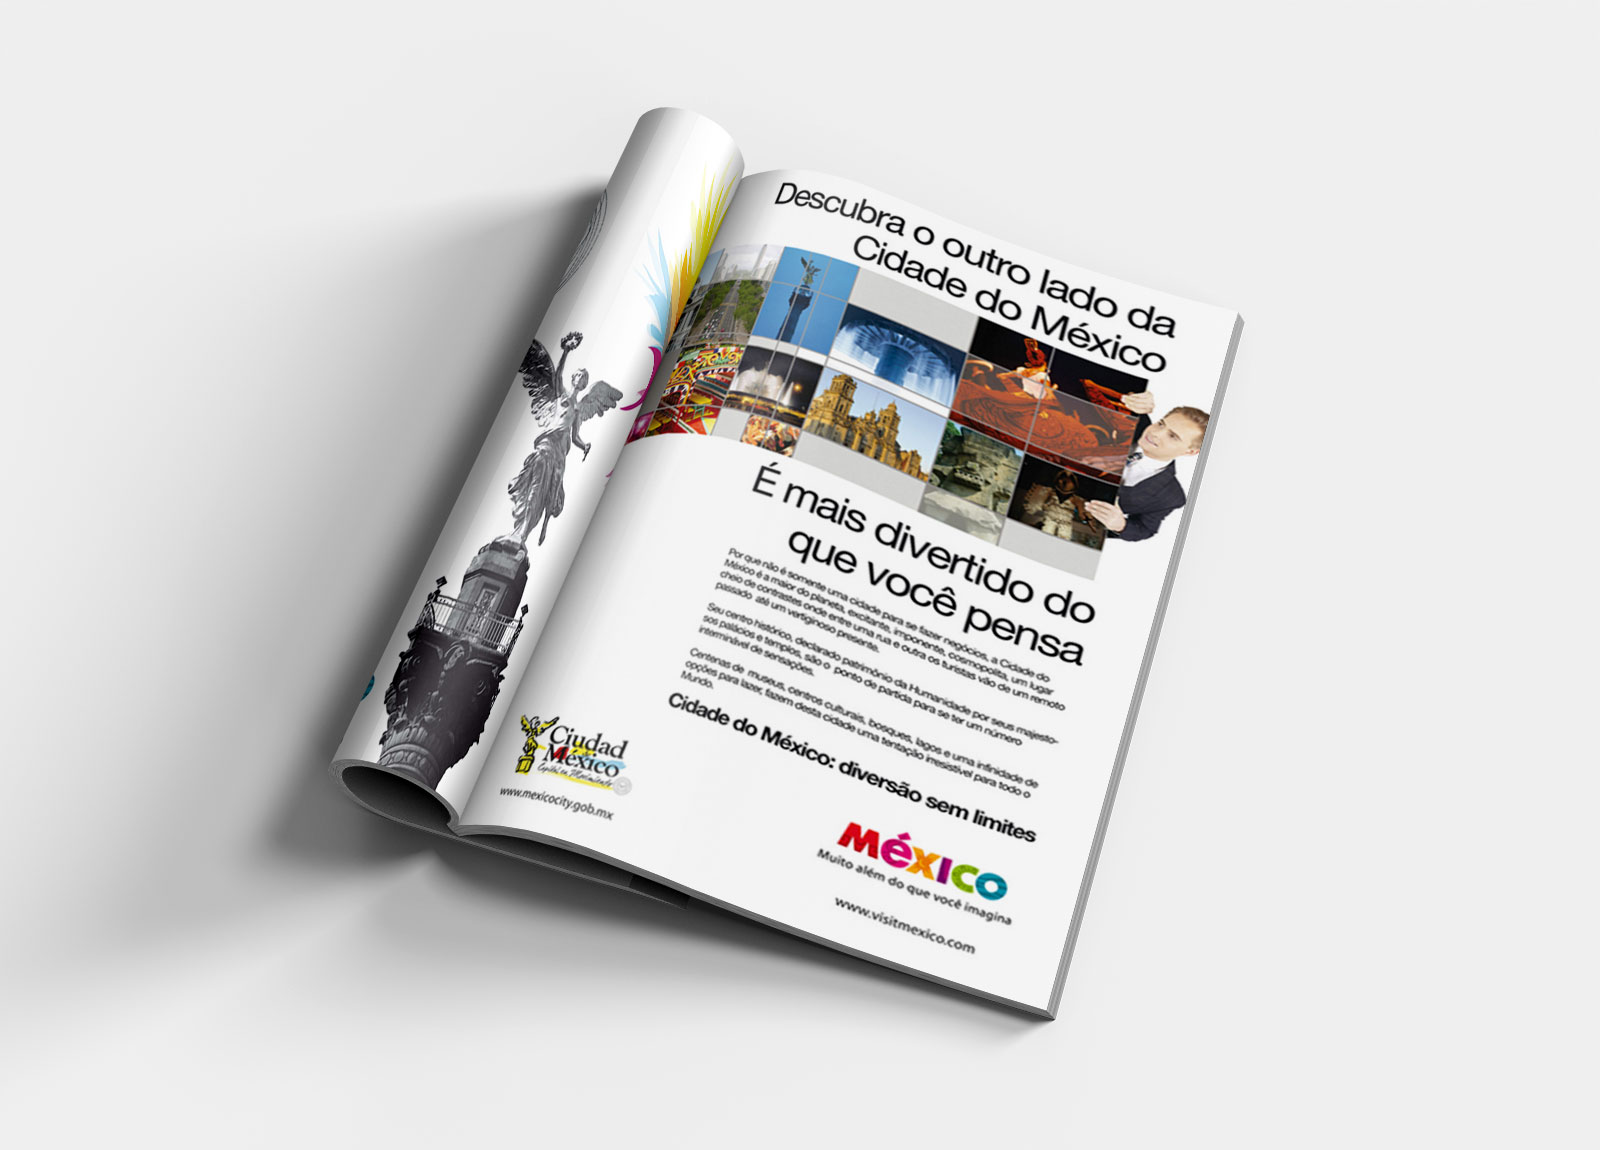 Descubra o outro lado da
Cidade do México
É mais divertido do
que você pensa
Por que não é somente uma cidade para se fazer negócios, a Cidade do
México é a maior do planeta, excitante, imponente, cosmopolita, um lugar
cheio de contrastes onde entre uma rua e outra os turistas vão de um remoto
passado até um vertiginoso presente.
Seu centro histórico, declarado patrimônio da Humanidade por seus majesto-
sos palácios e templos, são o ponto de partida para se ter um número
interminável de sensações.
Centenas de museus, centros culturais, bosques, lagos e uma infinidade de
opções para lazer, fazem desta cidade uma tentação irresistível para todo o
Mundo.
Cidade do México: diversão sem limites
Ciudad
México
Capital en Movimiento
www.mexicocity.gob.mx
México
Muito além do que você imagina
www.visitmexico.com